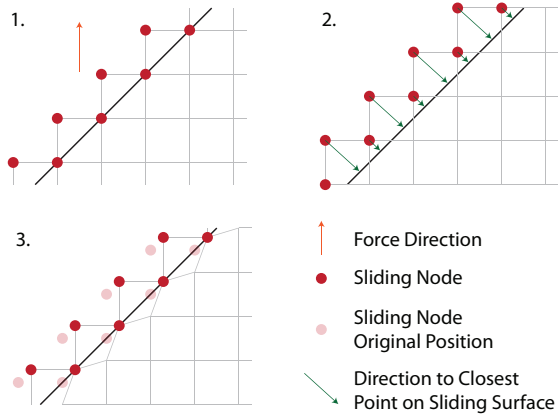 1.
2.
3.
Force Direction
Sliding Node
Sliding Node
Original Position
Direction to Closest
Point on Sliding Surface